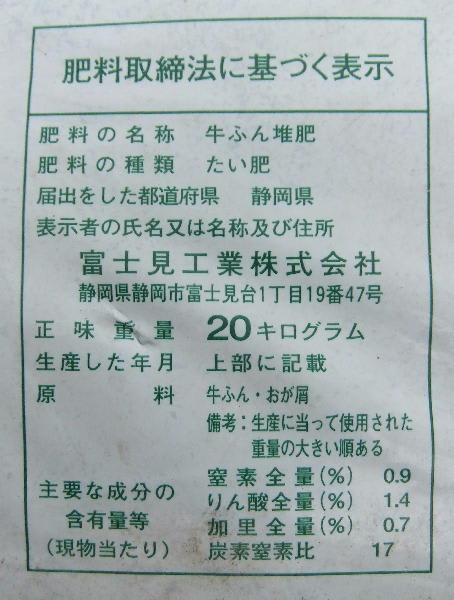 肥料取締法に基づく表示
肥料の名称 牛ふん堆肥
肥料の種類 たい肥
届出をした都道府県 静岡県
表示者の氏名又は名称及び住所
富士見工業株式会社
静岡県静岡市富士見台1丁目19番47号
正味重量 20キログラム
生産した年月 上部に記載
原料 牛ふん・おが屑
備考：生産に当って使用された
重量の大きい順ある
主要な成分の
含有量等
(現物当たり)
窒素全量(%) 0.9
りん酸全量(%) 1.4
加里全量(%) 0.7
炭素窒素比 17